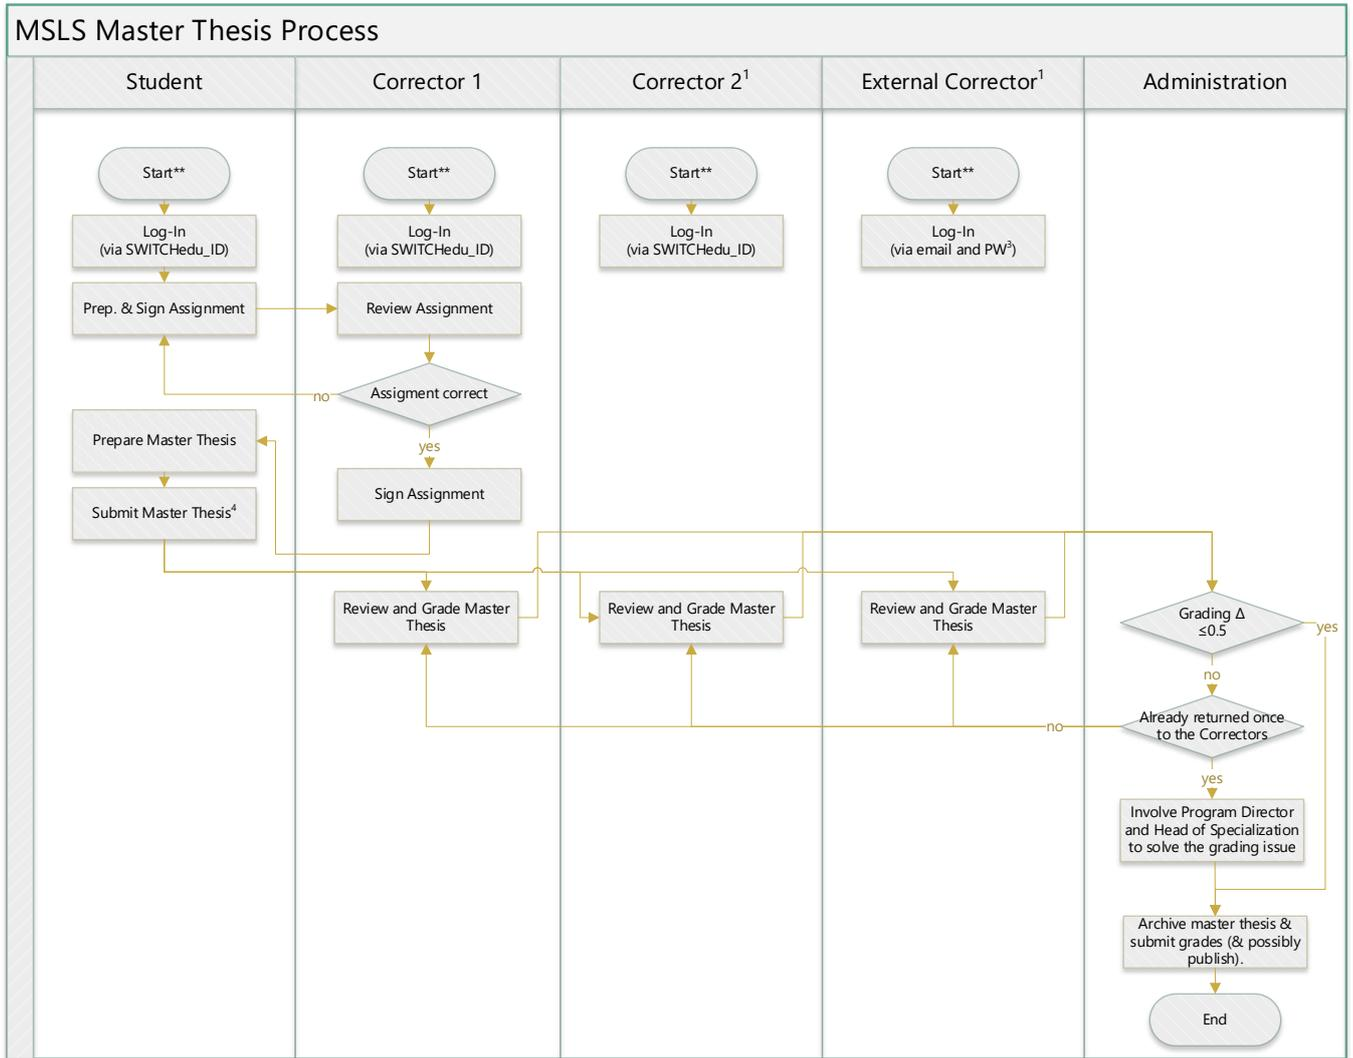 MSLS Master Thesis Process
Student
Corrector 1
Corrector 2¹
External Corrector¹
Administration
Start**
Start**
Start**
Start**
Log-In
(via SWITCHedu_ID)
Log-In
(via SWITCHedu_ID)
Log-In
(via SWITCHedu_ID)
Log-In
(via email and PW³)
Prep. & Sign Assignment
Review Assignment
Assigment correct
no
yes
Prepare Master Thesis
Sign Assignment
Submit Master Thesis⁴
Review and Grade Master
Thesis
Review and Grade Master
Thesis
Review and Grade Master
Thesis
Grading Δ
≤0.5
yes
no
Already returned once
to the Correctors
no
yes
Involve Program Director
and Head of Specialization
to solve the grading issue
Archive master thesis &
submit grades (& possibly
publish).
End